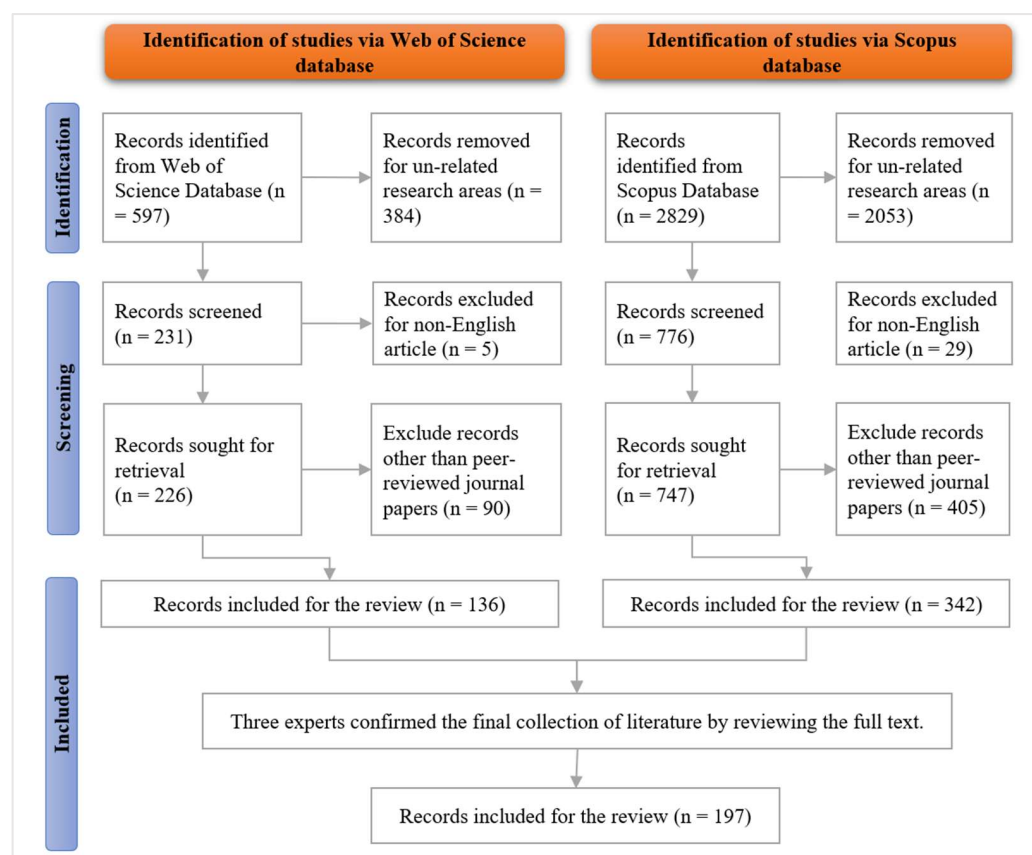 Identification of studies via Web of Science
database
Identification of studies via Scopus
database
Identification
Records identified
from Web of
Science Database (n
= 597)
Records removed
for un-related
research areas (n =
384)
Records
identified from
Scopus Database
(n = 2829)
Records removed
for un-related
research areas
(n = 2053)
Screening
Records screened
(n = 231)
Records excluded
for non-English
article (n = 5)
Records screened
(n = 776)
Records excluded
for non-English
article (n = 29)
Records sought for
retrieval
(n = 226)
Exclude records
other than peer-
reviewed journal
papers (n = 90)
Records sought
for retrieval
(n = 747)
Exclude records
other than peer-
reviewed journal
papers (n = 405)
Included
Records included for the review (n = 136)
Records included for the review (n = 342)
Three experts confirmed the final collection of literature by reviewing the full text.
Records included for the review (n = 197)